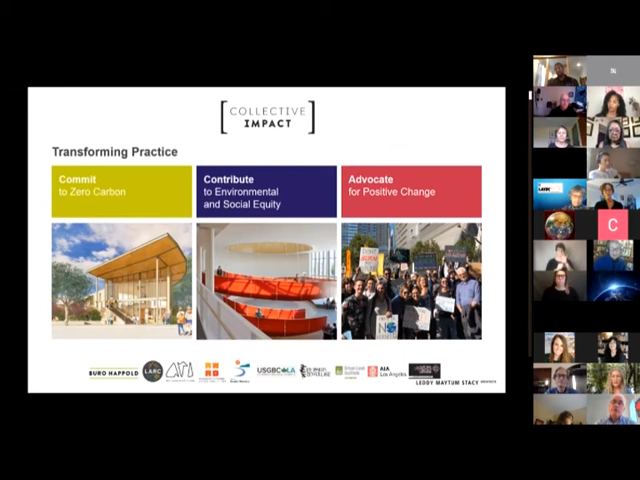 COLLECTIVE
IMPACT
Transforming Practice
Commit
to Zero Carbon
Contribute
to Environmental
and Social Equity
Advocate
for Positive Change
BURO HAPPOLD
LARC
USGBC LA
AIA
Los Angeles
LEDDY MAYTUM STACY
C